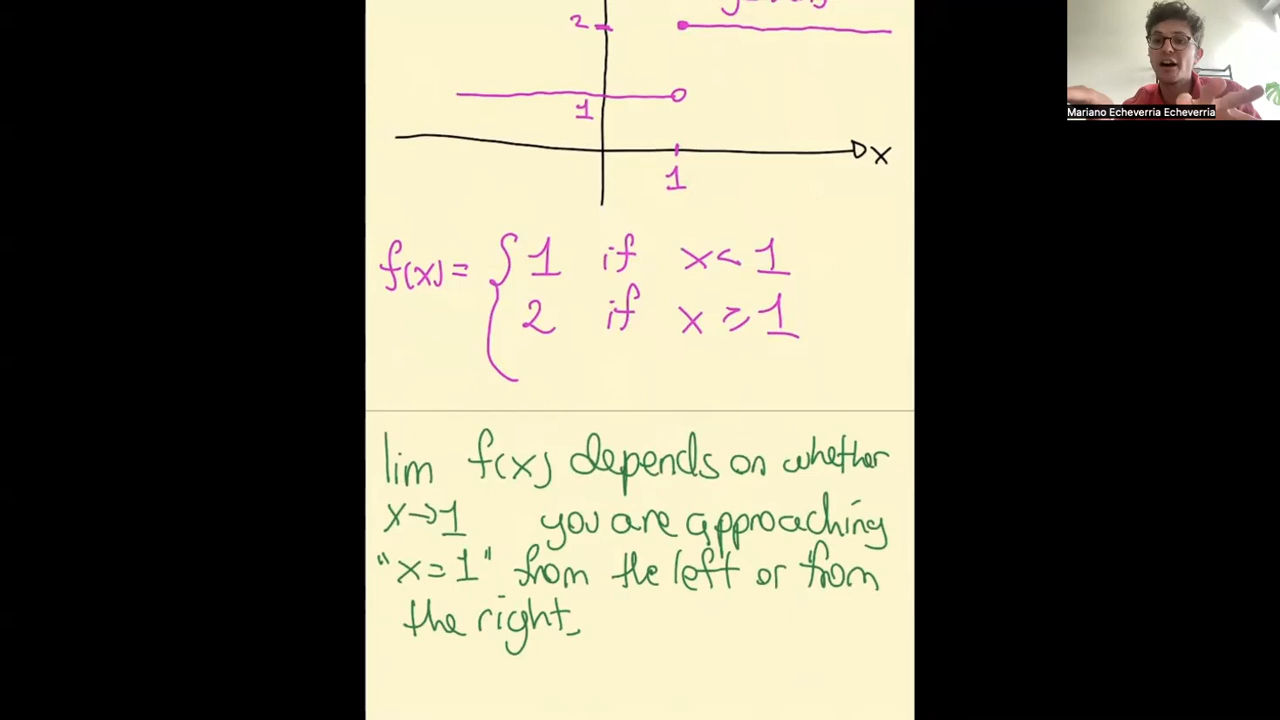 2
1
x
1
Mariano Echeverria Echeverria
f(x) = { 1 if x < 1
2 if x ≥ 1
lim f(x) depends on whether
x→1 you are approaching
"x = 1" from the left or from
the right.